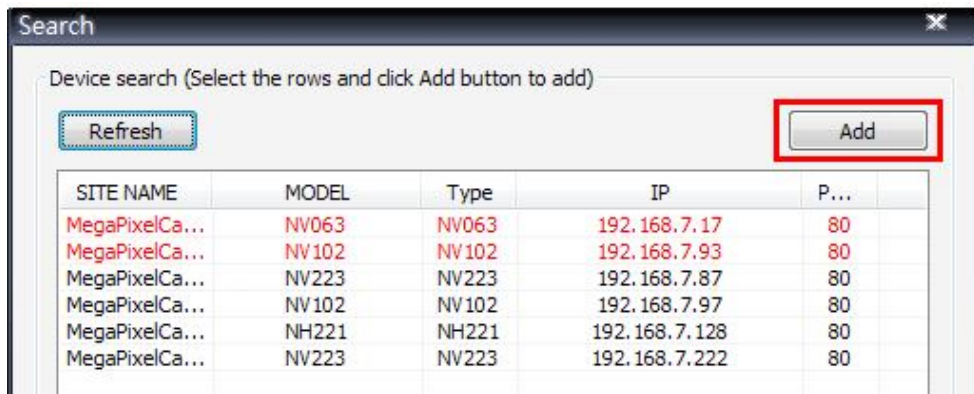 Search
Device search (Select the rows and click Add button to add)
Refresh Add
SITE NAME MODEL Type IP P...
MegaPixelCa... NV063 NV063 192.168.7.17 80
MegaPixelCa... NV102 NV102 192.168.7.93 80
MegaPixelCa... NV223 NV223 192.168.7.87 80
MegaPixelCa... NV102 NV102 192.168.7.97 80
MegaPixelCa... NH221 NH221 192.168.7.128 80
MegaPixelCa... NV223 NV223 192.168.7.222 80